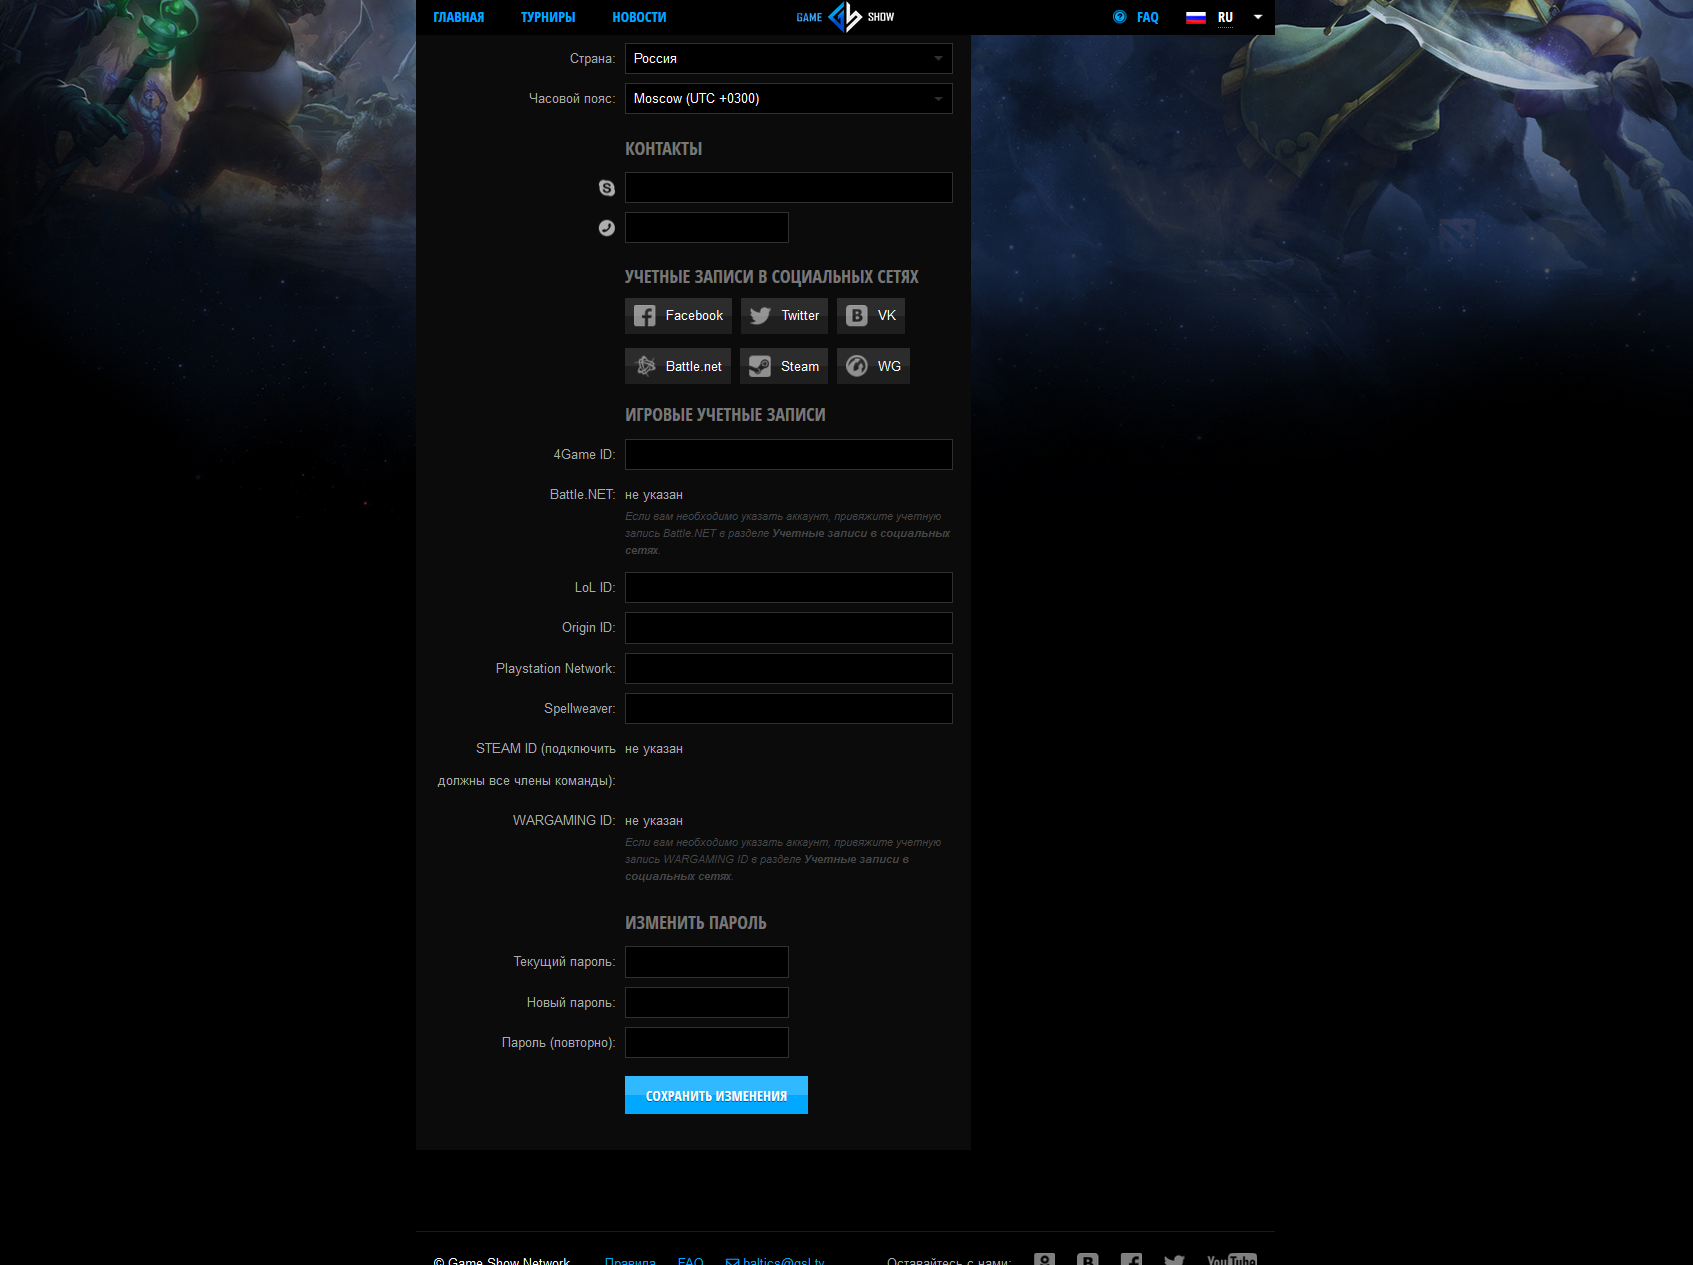 ГЛАВНАЯ ТУРНИРЫ НОВОСТИ GAME SHOW FAQ RU
Страна: Россия
Часовой пояс: Moscow (UTC +0300)
КОНТАКТЫ
УЧЕТНЫЕ ЗАПИСИ В СОЦИАЛЬНЫХ СЕТЯХ
Facebook Twitter VK
Battle.net Steam WG
ИГРОВЫЕ УЧЕТНЫЕ ЗАПИСИ
4Game ID:
Battle.NET: не указан
Если вам необходимо указать аккаунт, привяжите учетную
запись Battle.NET в разделе Учетные записи в социальных
сетях.
LoL ID:
Origin ID:
Playstation Network:
Spellweaver:
STEAM ID (подключить не указан
должны все члены команды):
WARGAMING ID: не указан
Если вам необходимо указать аккаунт, привяжите учетную
запись WARGAMING ID в разделе Учетные записи в
социальных сетях.
ИЗМЕНИТЬ ПАРОЛЬ
Текущий пароль:
Новый пароль:
Пароль (повторно):
СОХРАНИТЬ ИЗМЕНЕНИЯ
© Game Show Network Правила FAQ baltics@gsl.tv Оставайтесь с нами: YouTube